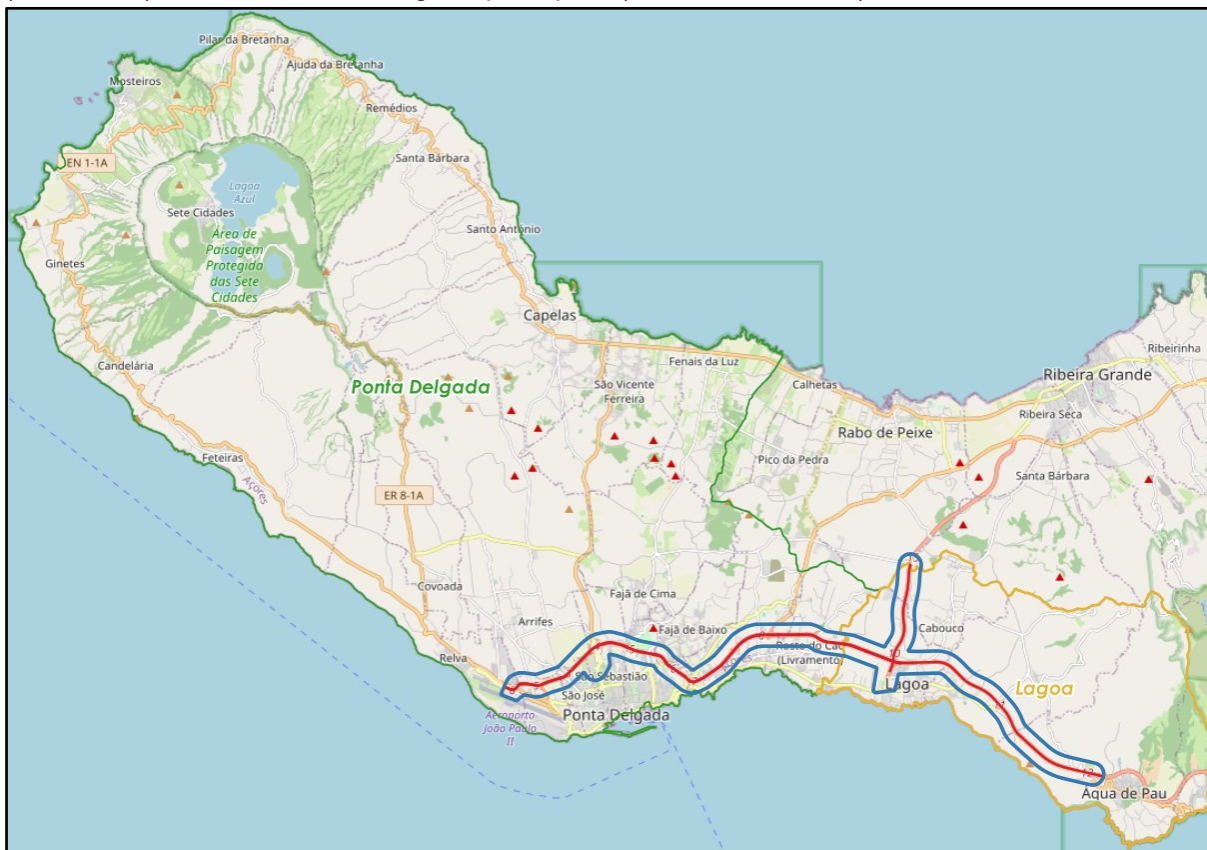 Pilar da Bretanha
Ajuda da Bretanha
Mosteiros
Remédios
Santa Bárbara
EN 1-1A
Lagoa
Azul
Sete Cidades
Santo António
Área de
Paisagem
Protegida
das Sete
Cidades
Ginetes
Capelas
Ribeirinha
Fenais da Luz
Candelária
Ribeira Grande
Calhetas
São Vicente
Ferreira
Ponta Delgada
Ribeira Seca
Rabo de Peixe
Feteiras
Pico da Pedra
Santa Bárbara
Açores
ER 8-1A
Covoada
Fajã de Cima
Arrifes
Fajã de Baixo
Cabouco
(Livramento)
Relva
10
São Sebastião
Lagoa
Lagoa
São José
11
Ponta Delgada
Aeroporto
João Paulo
II
12
Água de Pau